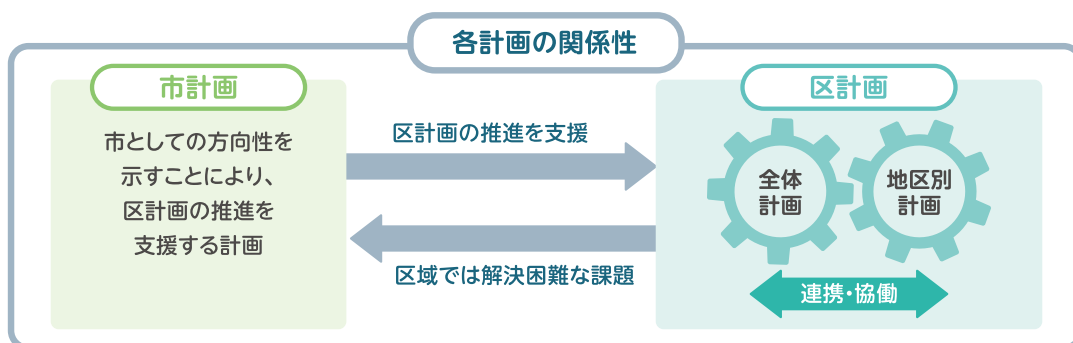 各計画の関係性
市計画
市としての方向性を
示すことにより、
区計画の推進を
支援する計画
区計画の推進を支援
区域では解決困難な課題
区計画
全体
計画
地区別
計画
連携・協働